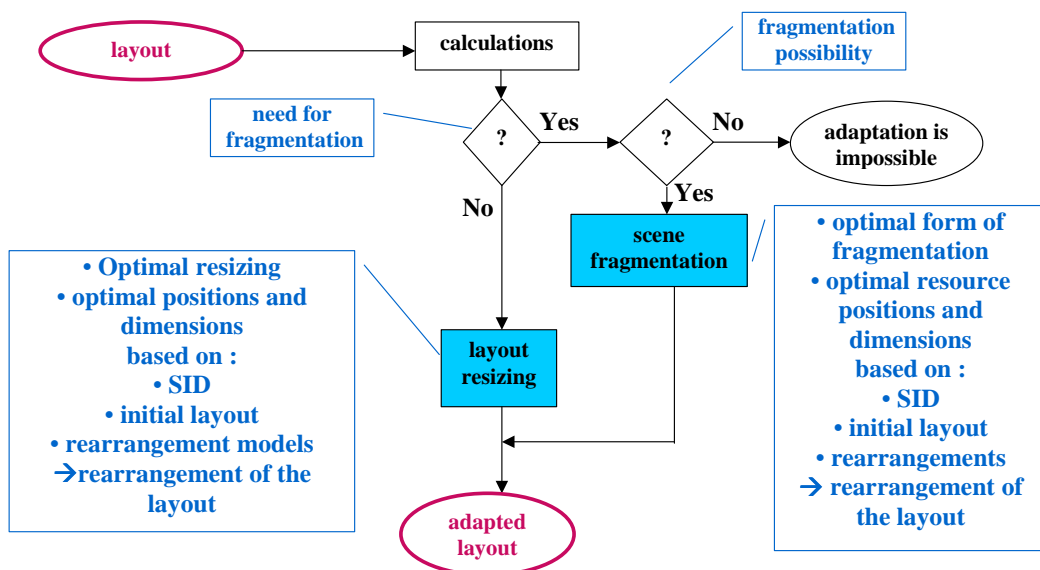 layout
calculations
fragmentation
possibility
need for
fragmentation
?
Yes
?
No
adaptation is
impossible
No
Yes
scene
fragmentation
• Optimal resizing
• optimal positions and
dimensions
based on :
• SID
• initial layout
• rearrangement models
→rearrangement of the
layout
layout
resizing
• optimal form of
fragmentation
• optimal resource
positions and
dimensions
based on :
• SID
• initial layout
• rearrangements
→ rearrangement of
the layout
adapted
layout